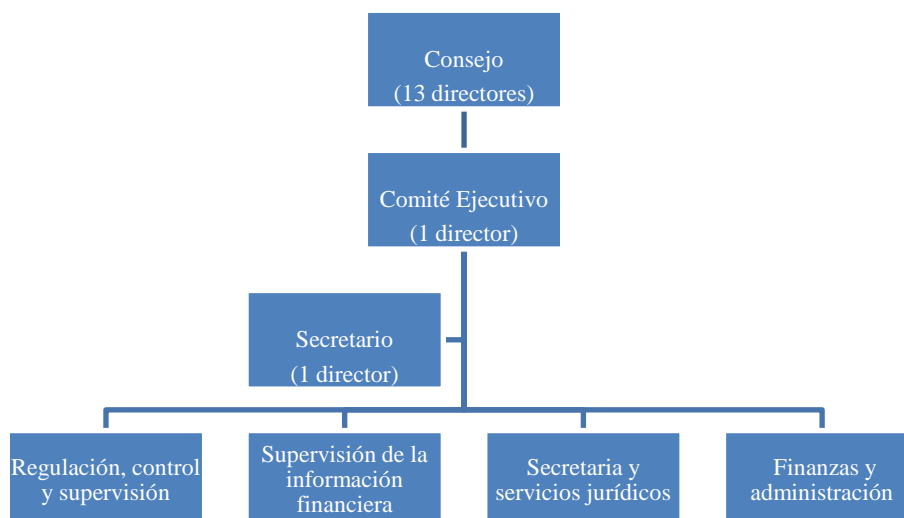 Consejo
(13 directores)
Comité Ejecutivo
(1 director)
Secretario
(1 director)
Regulación, control
y supervisión
Supervisión de la
información
financiera
Secretaria y
servicios jurídicos
Finanzas y
administración